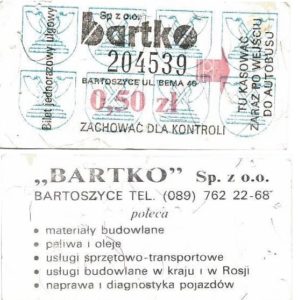 Sp z o.o.
bartko
204539
BARTOSZYCE UL. BEMA 46
0,50 zł
ZACHOWAĆ DLA KONTROLI
Bilet jednorazowy ulgowy
TU KASOWAĆ
ZARAZ PO WEJŚCIU
DO AUTOBUSU
„BARTKO" Sp. z o.o.
BARTOSZYCE TEL. (089) 762 22-68
poleca
• materiały budowlane
• paliwa i oleje
• usługi sprzętowo-transportowe
• usługi budowlane w kraju i w Rosji
• naprawa i diagnostyka pojazdów